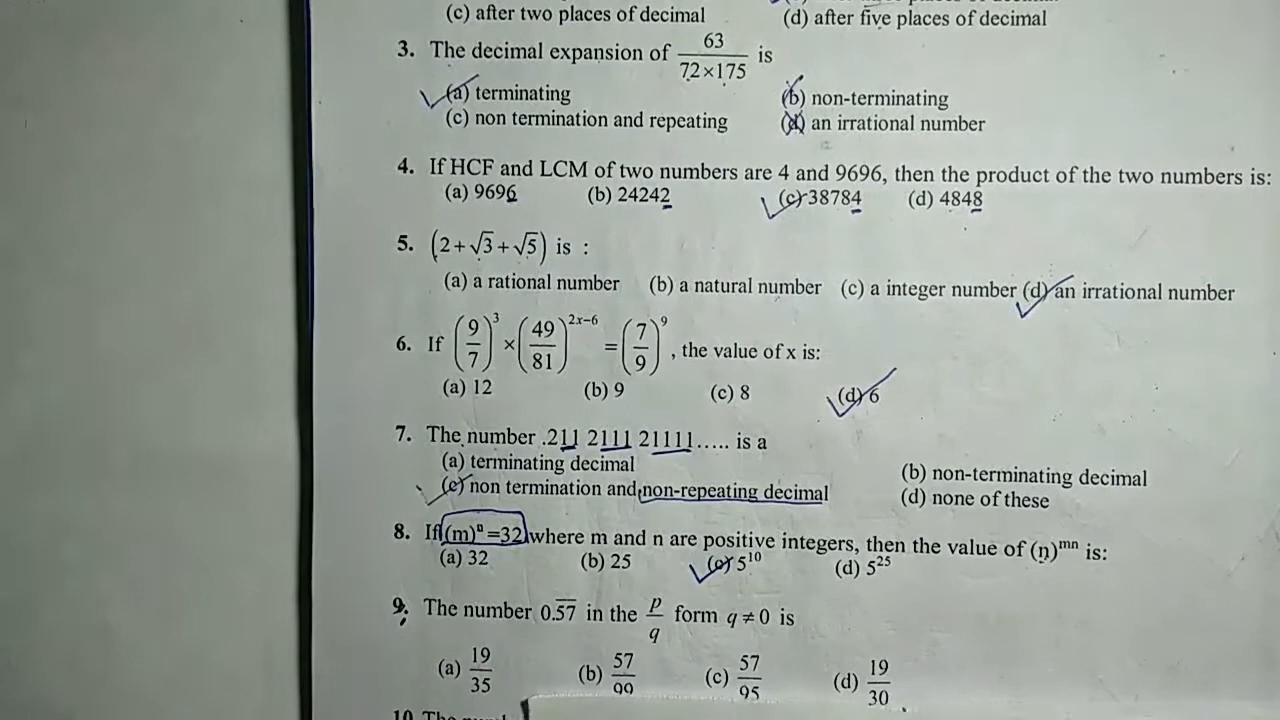 (c) after two places of decimal (d) after five places of decimal
3. The decimal expansion of 63/(72×175) is
(a) terminating (b) non-terminating
(c) non termination and repeating (d) an irrational number
4. If HCF and LCM of two numbers are 4 and 9696, then the product of the two numbers is:
(a) 9696 (b) 24242 (c) 38784 (d) 4848
5. (2+√3+√5) is :
(a) a rational number (b) a natural number (c) a integer number (d) an irrational number
6. If (9/7)³ × (49/81)^(2x−6) = (7/9)⁹, the value of x is:
(a) 12 (b) 9 (c) 8 (d) 6
7. The number .211 2111 21111..... is a
(a) terminating decimal (b) non-terminating decimal
(c) non termination and non-repeating decimal (d) none of these
8. If (m)ⁿ=32 where m and n are positive integers, then the value of (n)^(mn) is:
(a) 32 (b) 25 (c) 5¹⁰ (d) 5²⁵
9. The number 0.5̅7̅ in the p/q form q≠0 is
(a) 19/35 (b) 57/99 (c) 57/95 (d) 19/30
10. The